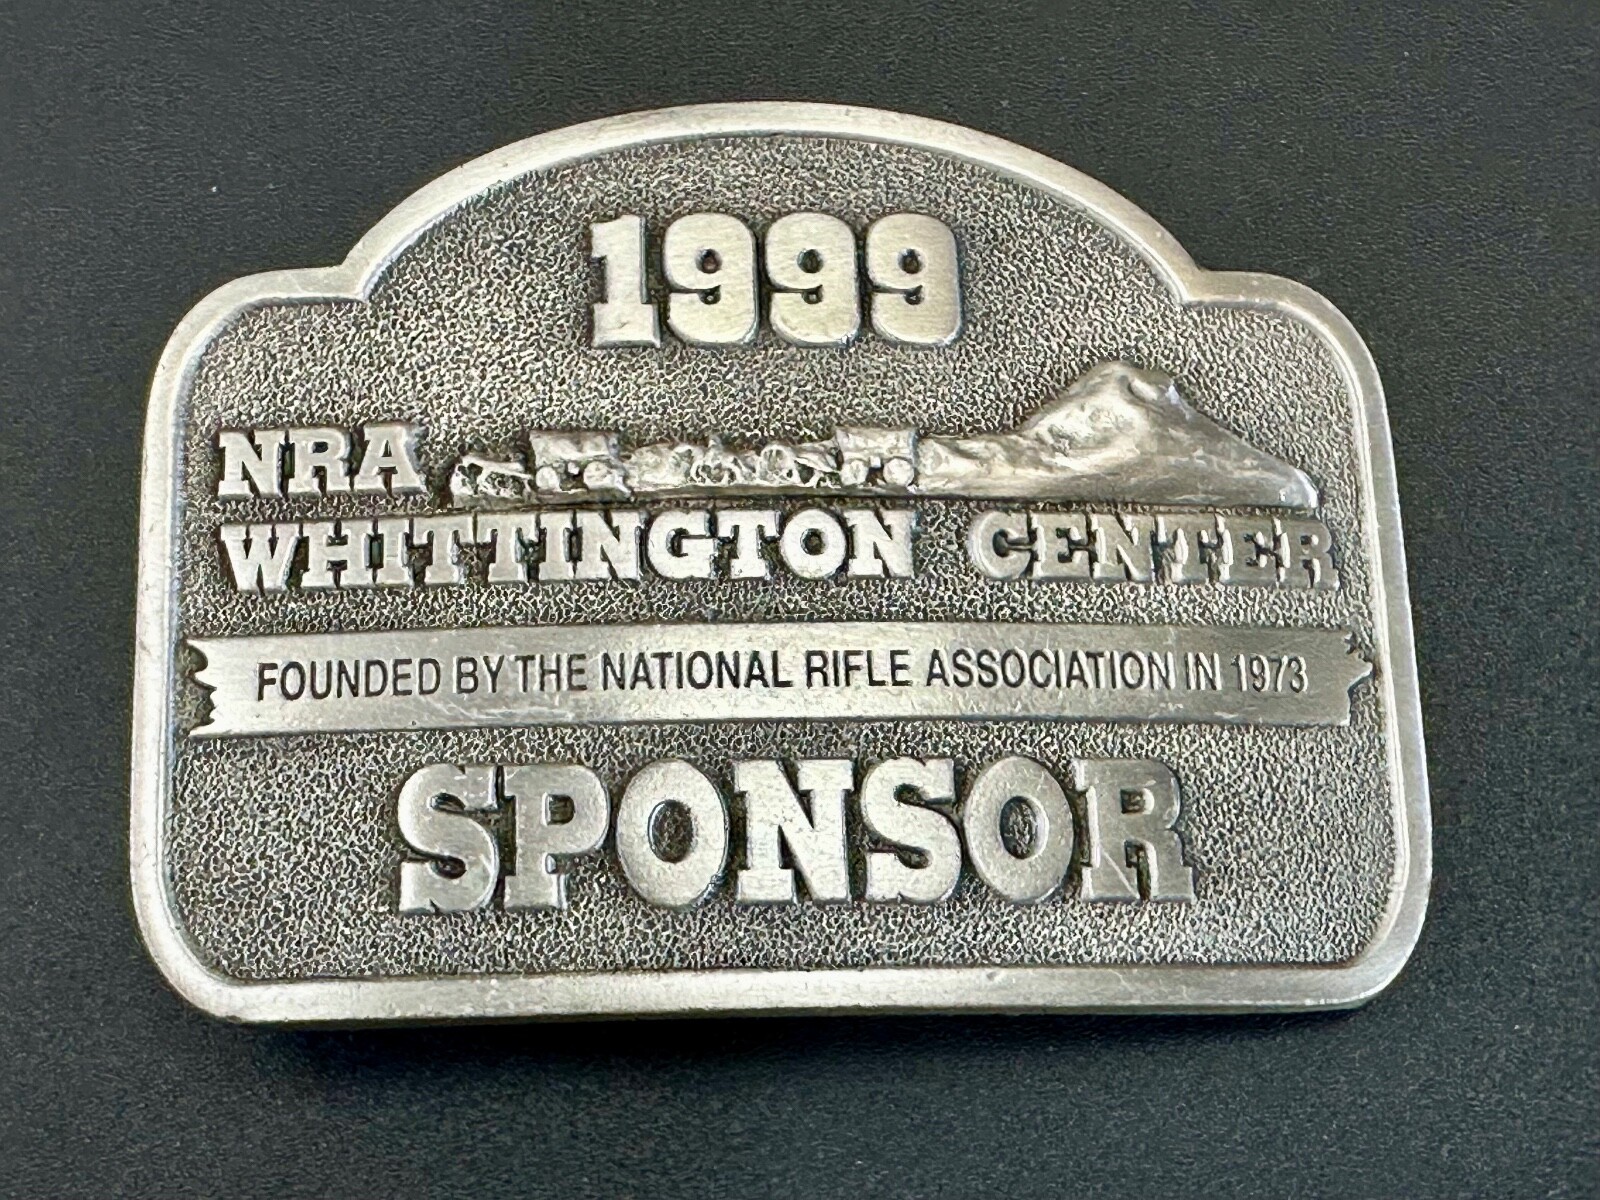 1999
NRA
WHITTINGTON CENTER
FOUNDED BY THE NATIONAL RIFLE ASSOCIATION IN 1973
SPONSOR